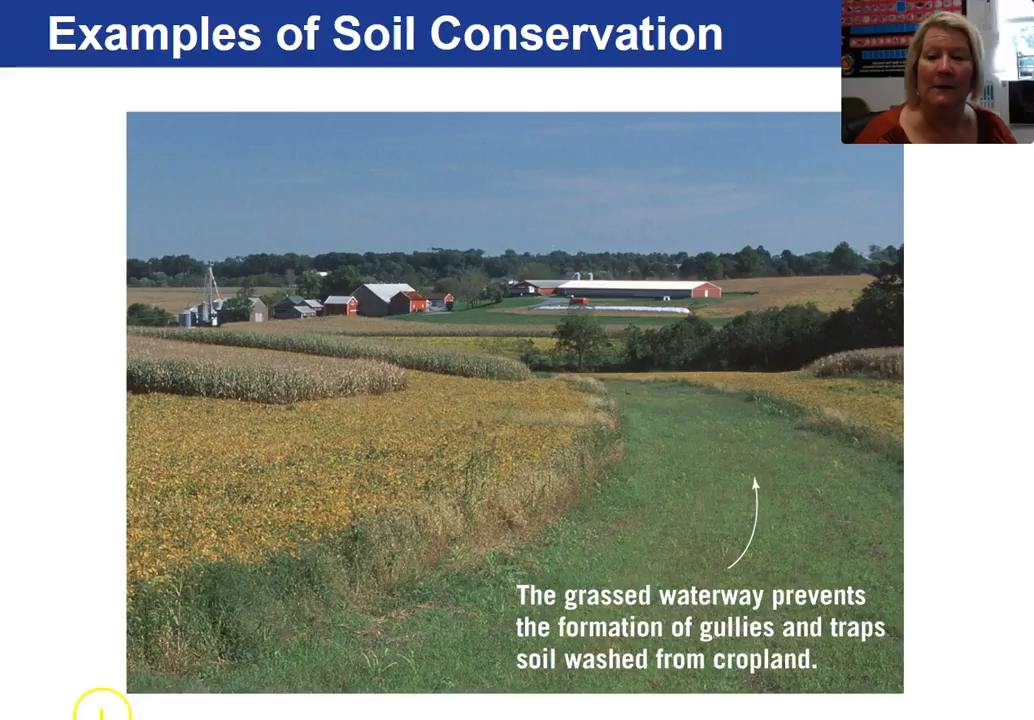 Examples of Soil Conservation
The grassed waterway prevents
the formation of gullies and traps
soil washed from cropland.